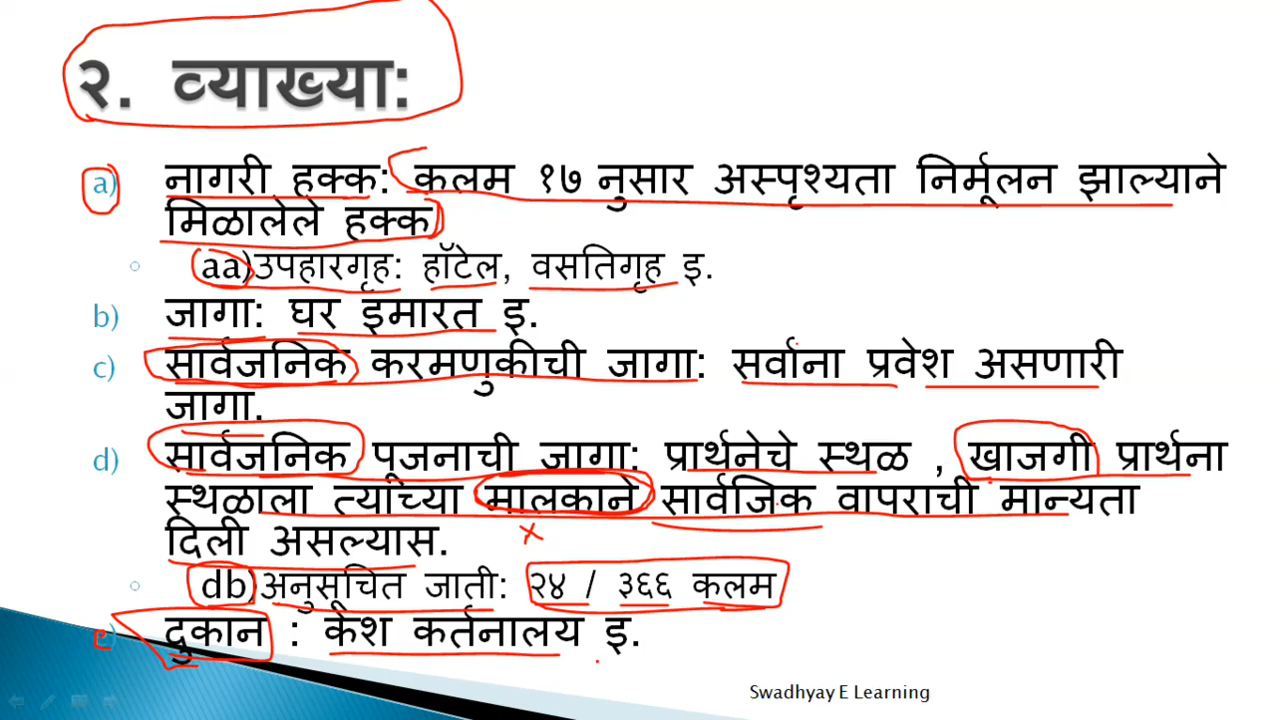 २. व्याख्या:
a) नागरी हक्क: कलम १७ नुसार अस्पृश्यता निर्मूलन झाल्याने
मिळालेले हक्क
(aa)उपहारगृह: हॉटेल, वसतिगृह इ.
b) जागा: घर इमारत इ.
c) सार्वजनिक करमणुकीची जागा: सर्वांना प्रवेश असणारी
जागा.
d) सार्वजनिक पूजनाची जागा: प्रार्थनेचे स्थळ , खाजगी प्रार्थना
स्थळाला त्यांच्या मालकाने सार्वजिक वापराची मान्यता
दिली असल्यास.
db)अनुसूचित जाती: २४ / ३६६ कलम
e) दुकान : केश कर्तनालय इ.
Swadhyay E Learning